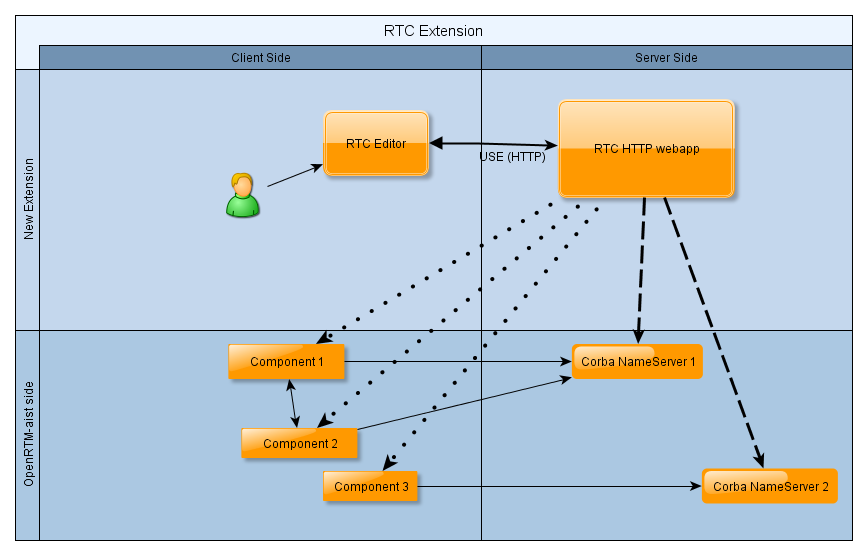 RTC Extension
Client Side
Server Side
New Extension
RTC Editor
USE (HTTP)
RTC HTTP webapp
OpenRTM-aist side
Component 1
Corba NameServer 1
Component 2
Component 3
Corba NameServer 2